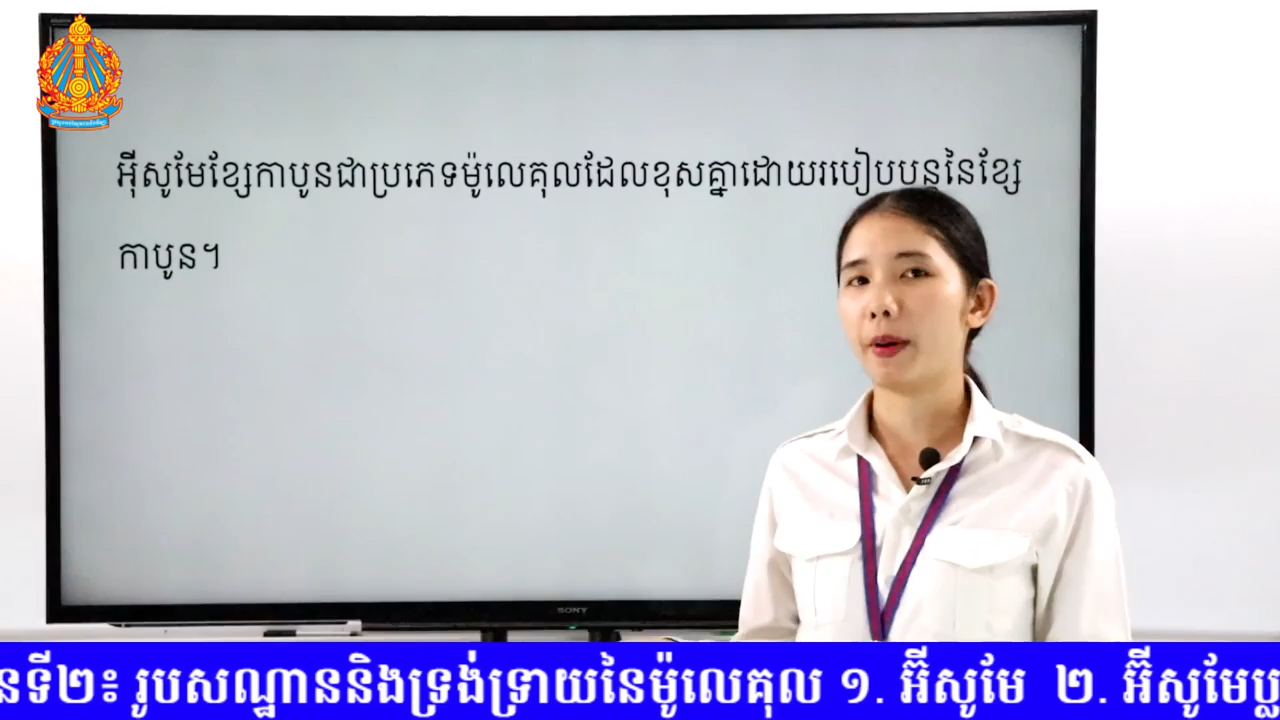 អ៊ីសូមែខ្សែកាបូនជាប្រភេទម៉ូលេគុលដែលខុសគ្នាដោយរបៀបបន្តនៃខ្សែ
កាបូន។
SONY
នទី២៖ រូបសណ្ឋាននិងទ្រង់ទ្រាយនៃម៉ូលេគុល ១. អ៊ីសូមែ ២. អ៊ីសូមែប្ល